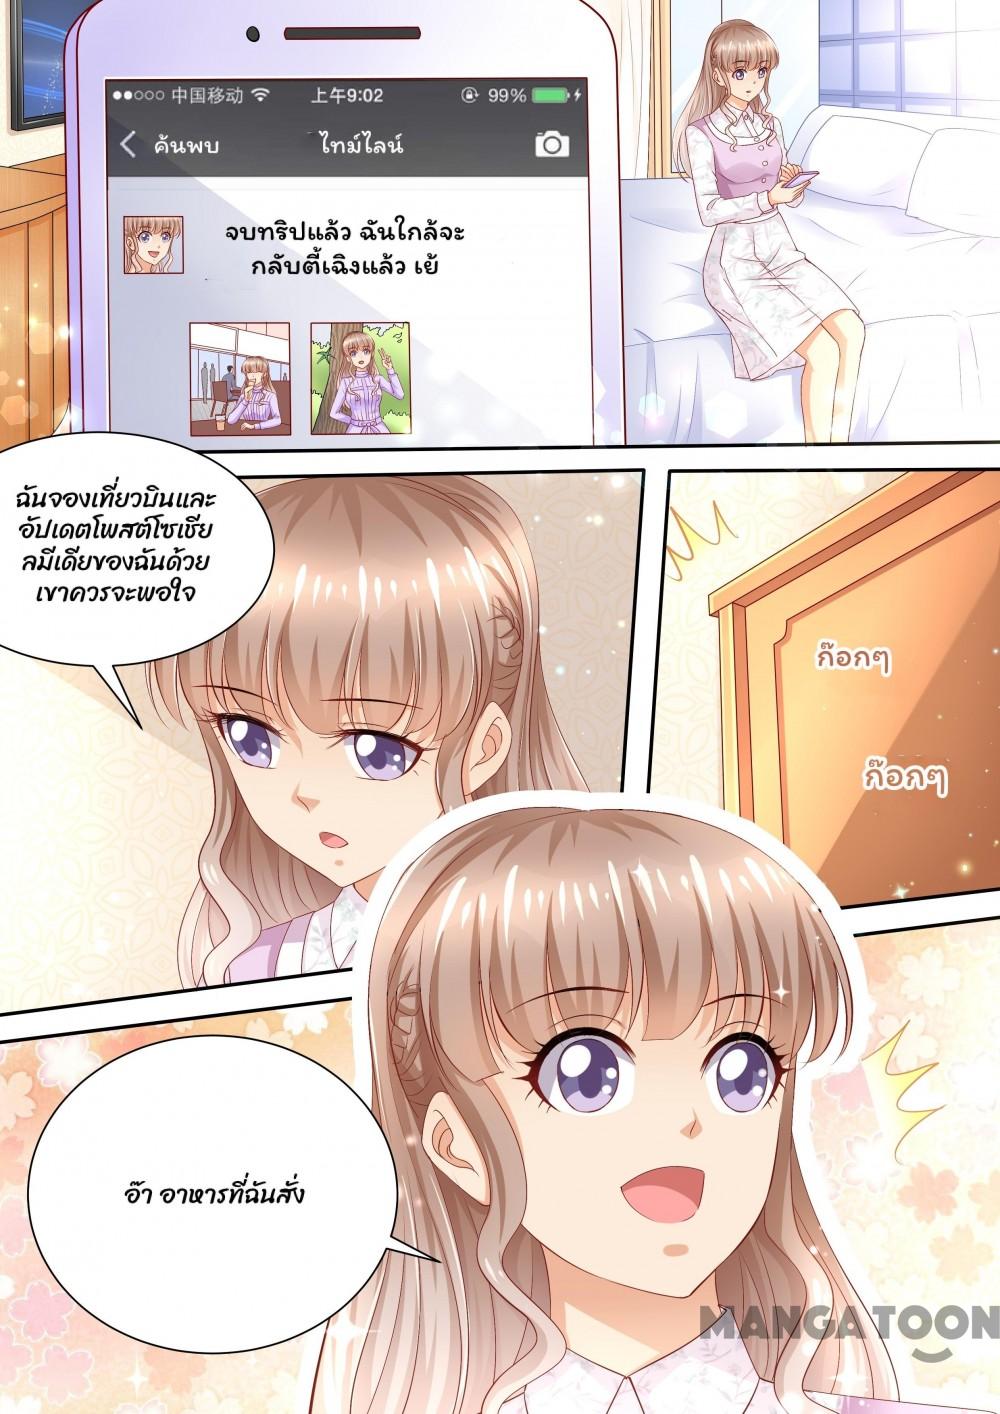 中国移动 上午9:02 99%
ค้นพบ ไทม์ไลน์
จบทริปแล้ว ฉันใกล้จะ
กลับตี้เฉิงแล้ว เย้
ฉันจองเที่ยวบินและ
อัปเดตโพสต์โซเชีย
ลมีเดียของฉันด้วย
เขาควรจะพอใจ
ก๊อกๆ
ก๊อกๆ
อ๊า อาหารที่ฉันสั่ง
MANGATOON